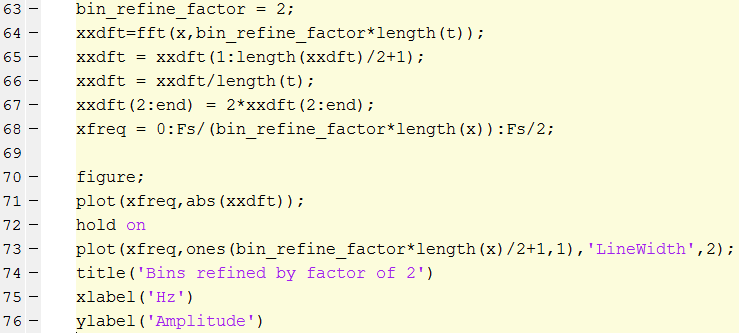 63 – bin_refine_factor = 2;
64 – xxdft=fft(x,bin_refine_factor*length(t));
65 – xxdft = xxdft(1:length(xxdft)/2+1);
66 – xxdft = xxdft/length(t);
67 – xxdft(2:end) = 2*xxdft(2:end);
68 – xfreq = 0:Fs/(bin_refine_factor*length(x)):Fs/2;
69
70 – figure;
71 – plot(xfreq,abs(xxdft));
72 – hold on
73 – plot(xfreq,ones(bin_refine_factor*length(x)/2+1,1),'LineWidth',2);
74 – title('Bins refined by factor of 2')
75 – xlabel('Hz')
76 – ylabel('Amplitude')